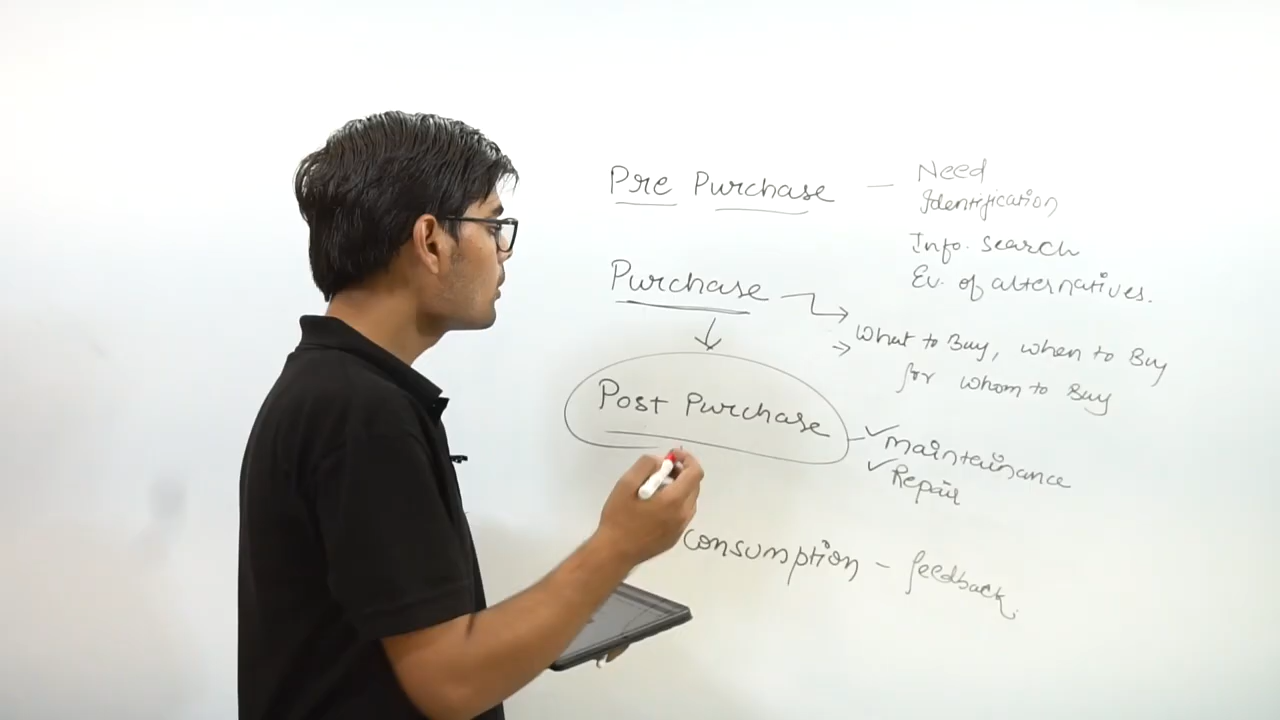 Pre Purchase — Need
Identification
Info. search
Ev. of alternatives.
Purchase
What to Buy, when to Buy
for whom to Buy
Post Purchase
✓ maintainance
✓ Repair
consumption - feedback.